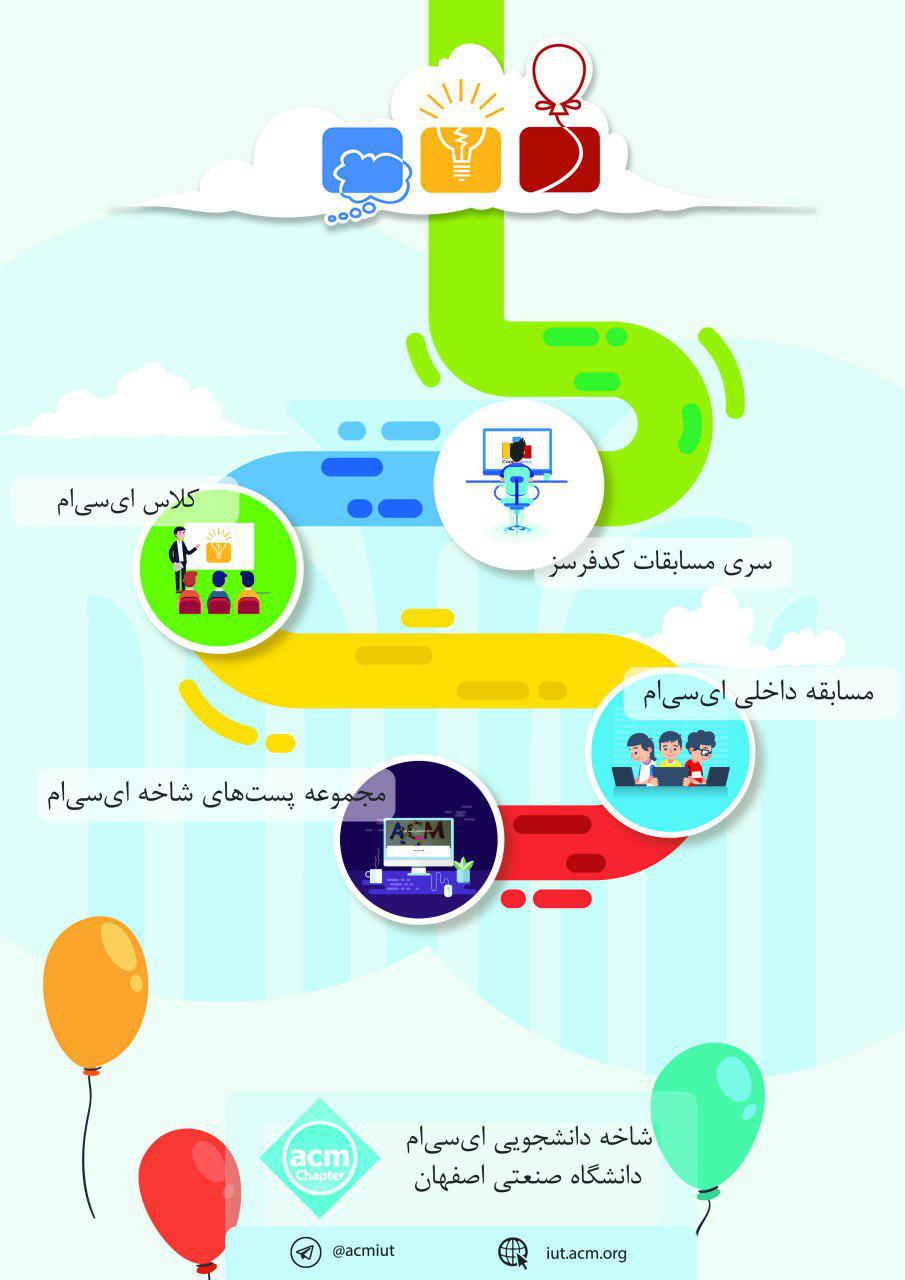 سری مسابقات کدفرسز
کلاس ای‌سی‌ام
مسابقه داخلی ای‌سی‌ام
مجموعه پست‌های شاخه ای‌سی‌ام
ACM
شاخه دانشجویی ای‌سی‌ام
دانشگاه صنعتی اصفهان
acm
Chapter
@acmiut
iut.acm.org